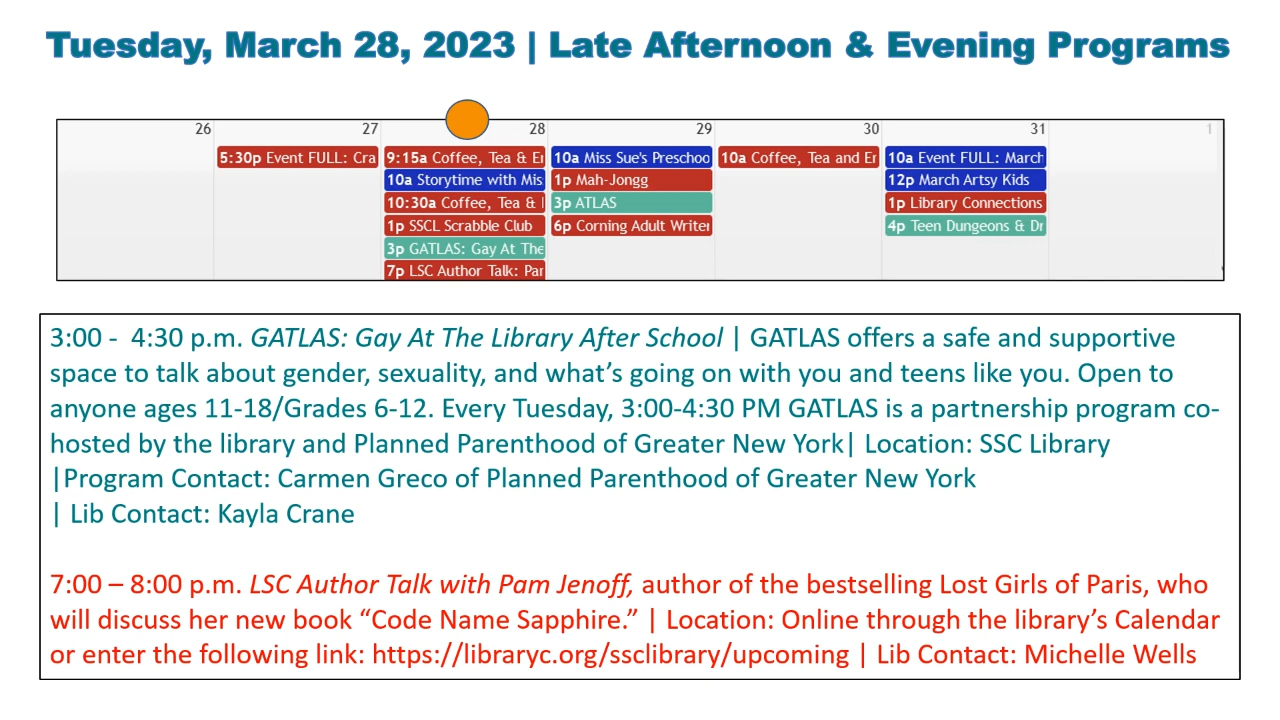 Tuesday, March 28, 2023 | Late Afternoon & Evening Programs
26 27 28 29 30 31 1
5:30p Event FULL: Cra
9:15a Coffee, Tea &
10a Storytime with Mis
10:30a Coffee, Tea &
1p SSCL Scrabble Club
3p GATLAS: Gay At The
7p LSC Author Talk: Par
10a Miss Sue's Preschoo
1p Mah-Jongg
3p ATLAS
6p Corning Adult Writer
10a Coffee, Tea and Er
10a Event FULL: March
12p March Artsy Kids
1p Library Connections
4p Teen Dungeons & Dr
3:00 - 4:30 p.m. GATLAS: Gay At The Library After School | GATLAS offers a safe and supportive
space to talk about gender, sexuality, and what’s going on with you and teens like you. Open to
anyone ages 11-18/Grades 6-12. Every Tuesday, 3:00-4:30 PM GATLAS is a partnership program co-
hosted by the library and Planned Parenthood of Greater New York| Location: SSC Library
|Program Contact: Carmen Greco of Planned Parenthood of Greater New York
| Lib Contact: Kayla Crane
7:00 – 8:00 p.m. LSC Author Talk with Pam Jenoff, author of the bestselling Lost Girls of Paris, who
will discuss her new book “Code Name Sapphire.” | Location: Online through the library’s Calendar
or enter the following link: https://libraryc.org/ssclibrary/upcoming | Lib Contact: Michelle Wells